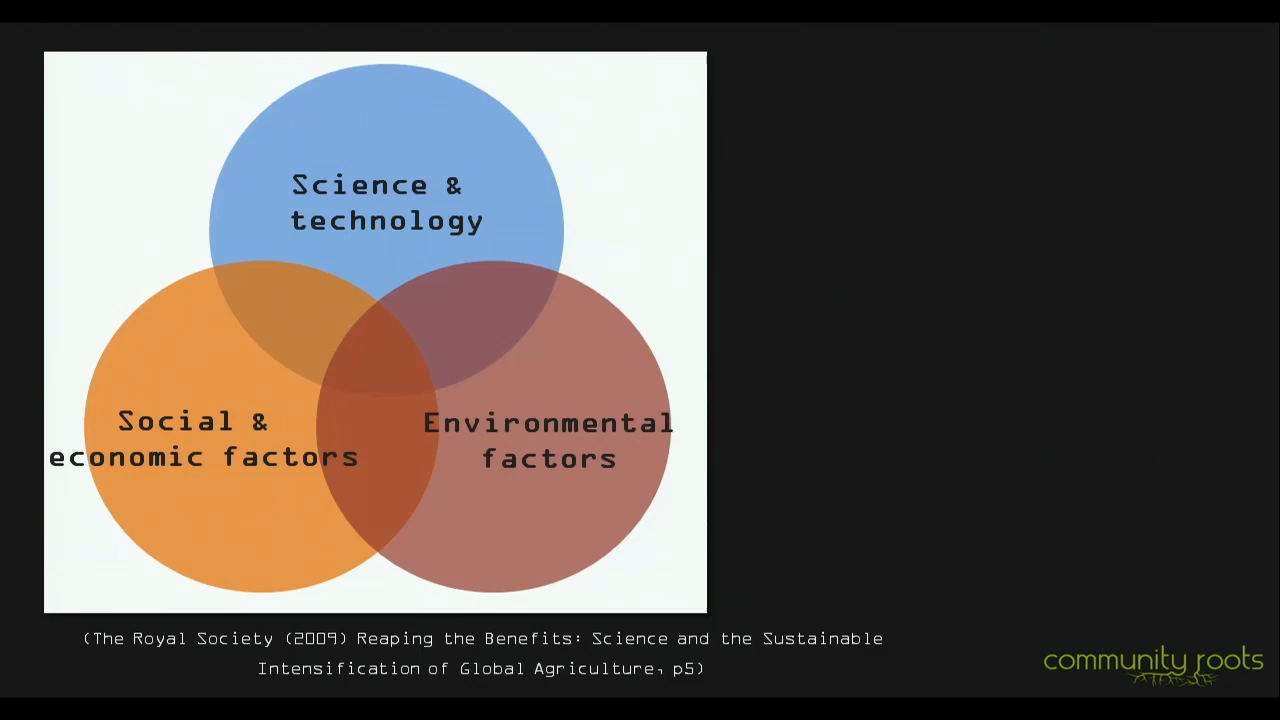 Science &
technology
Social &
economic factors
Environmental
factors
(The Royal Society (2009) Reaping the Benefits: Science and the Sustainable
Intensification of Global Agriculture, p5)
community roots